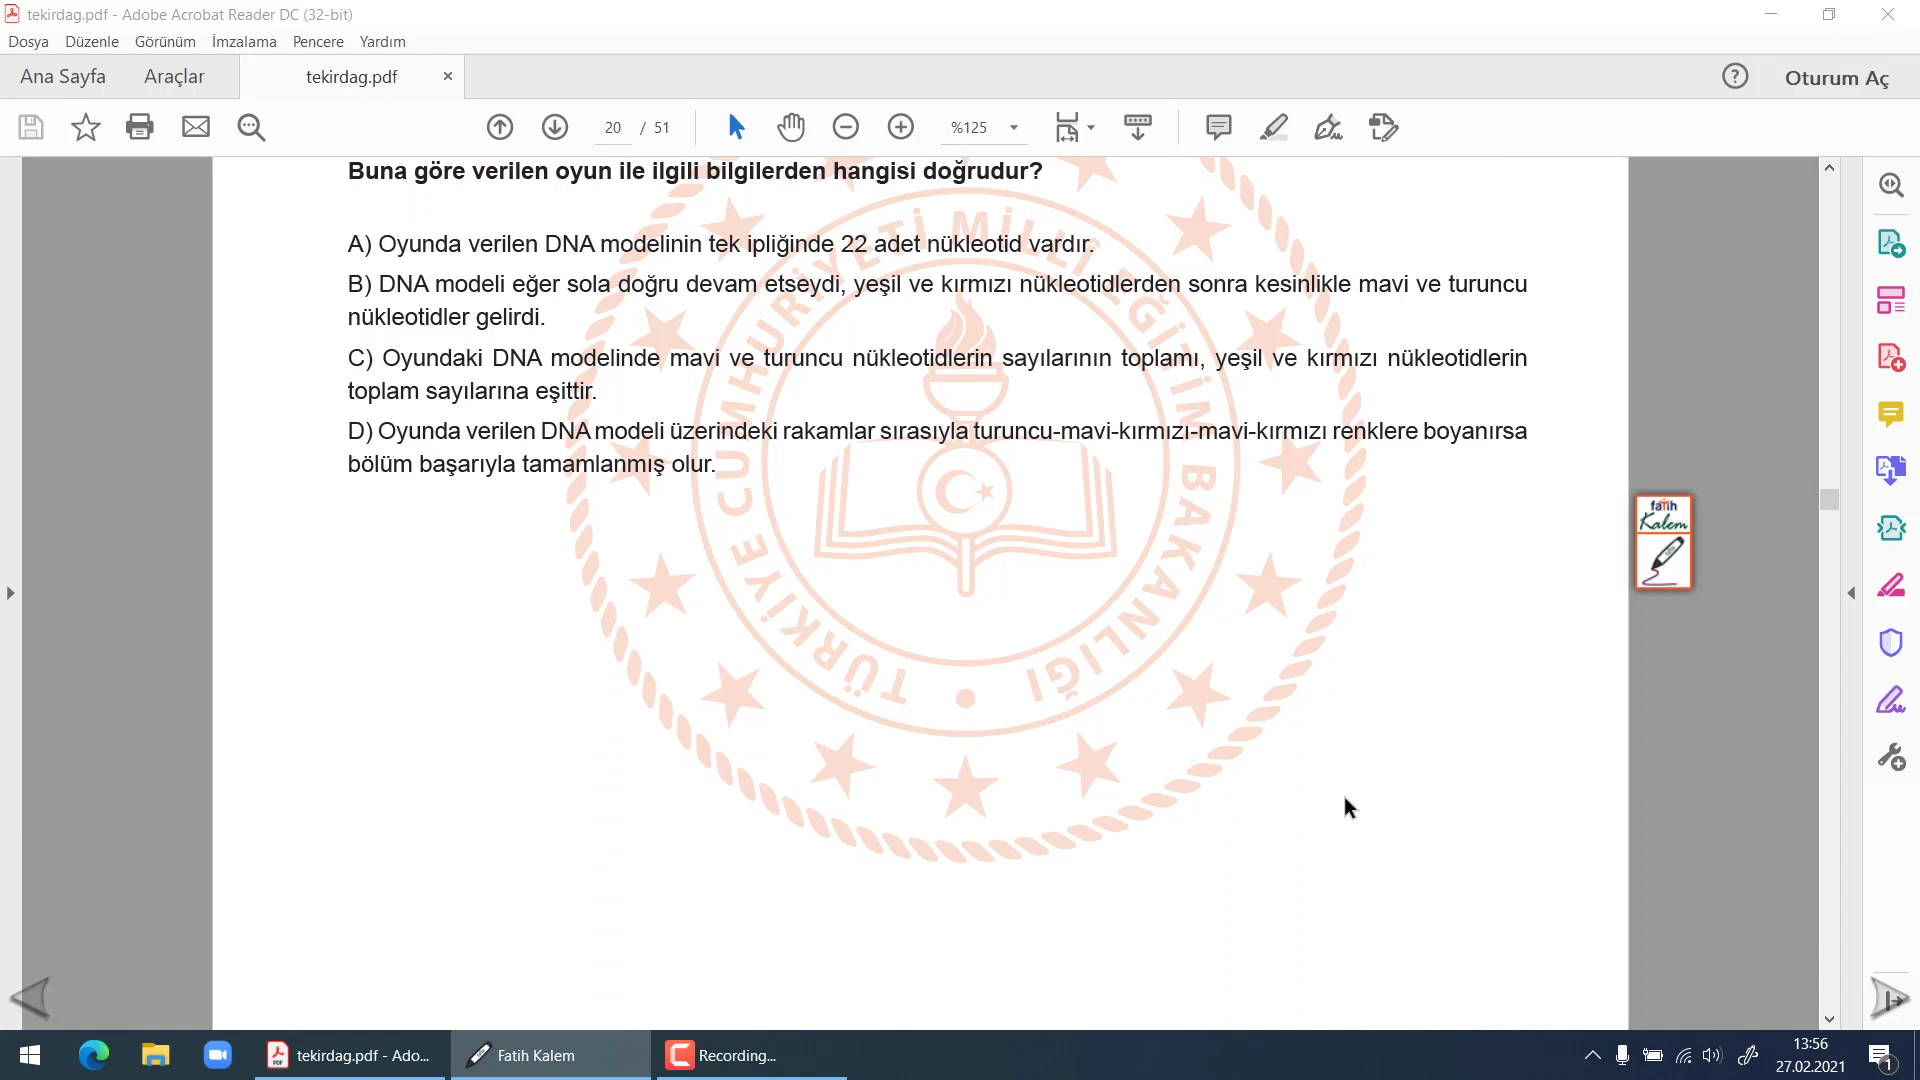 tekirdag.pdf - Adobe Acrobat Reader DC (32-bit)
Dosya Düzenle Görünüm İmzalama Pencere Yardım
Ana Sayfa Araçlar tekirdag.pdf Oturum Aç
20 / 51 %125
Buna göre verilen oyun ile ilgili bilgilerden hangisi doğrudur?
A) Oyunda verilen DNA modelinin tek ipliğinde 22 adet nükleotid vardır.
B) DNA modeli eğer sola doğru devam etseydi, yeşil ve kırmızı nükleotidlerden sonra kesinlikle mavi ve turuncu
nükleotidler gelirdi.
C) Oyundaki DNA modelinde mavi ve turuncu nükleotidlerin sayılarının toplamı, yeşil ve kırmızı nükleotidlerin
toplam sayılarına eşittir.
D) Oyunda verilen DNA modeli üzerindeki rakamlar sırasıyla turuncu-mavi-kırmızı-mavi-kırmızı renklere boyanırsa
bölüm başarıyla tamamlanmış olur.
TÜRKİYE CUMHURİYETİ MİLLİ EĞİTİM BAKANLIĞI
fatih
Kalem
tekirdag.pdf - Ado...
Fatih Kalem
Recording...
13:56
27.02.2021
1